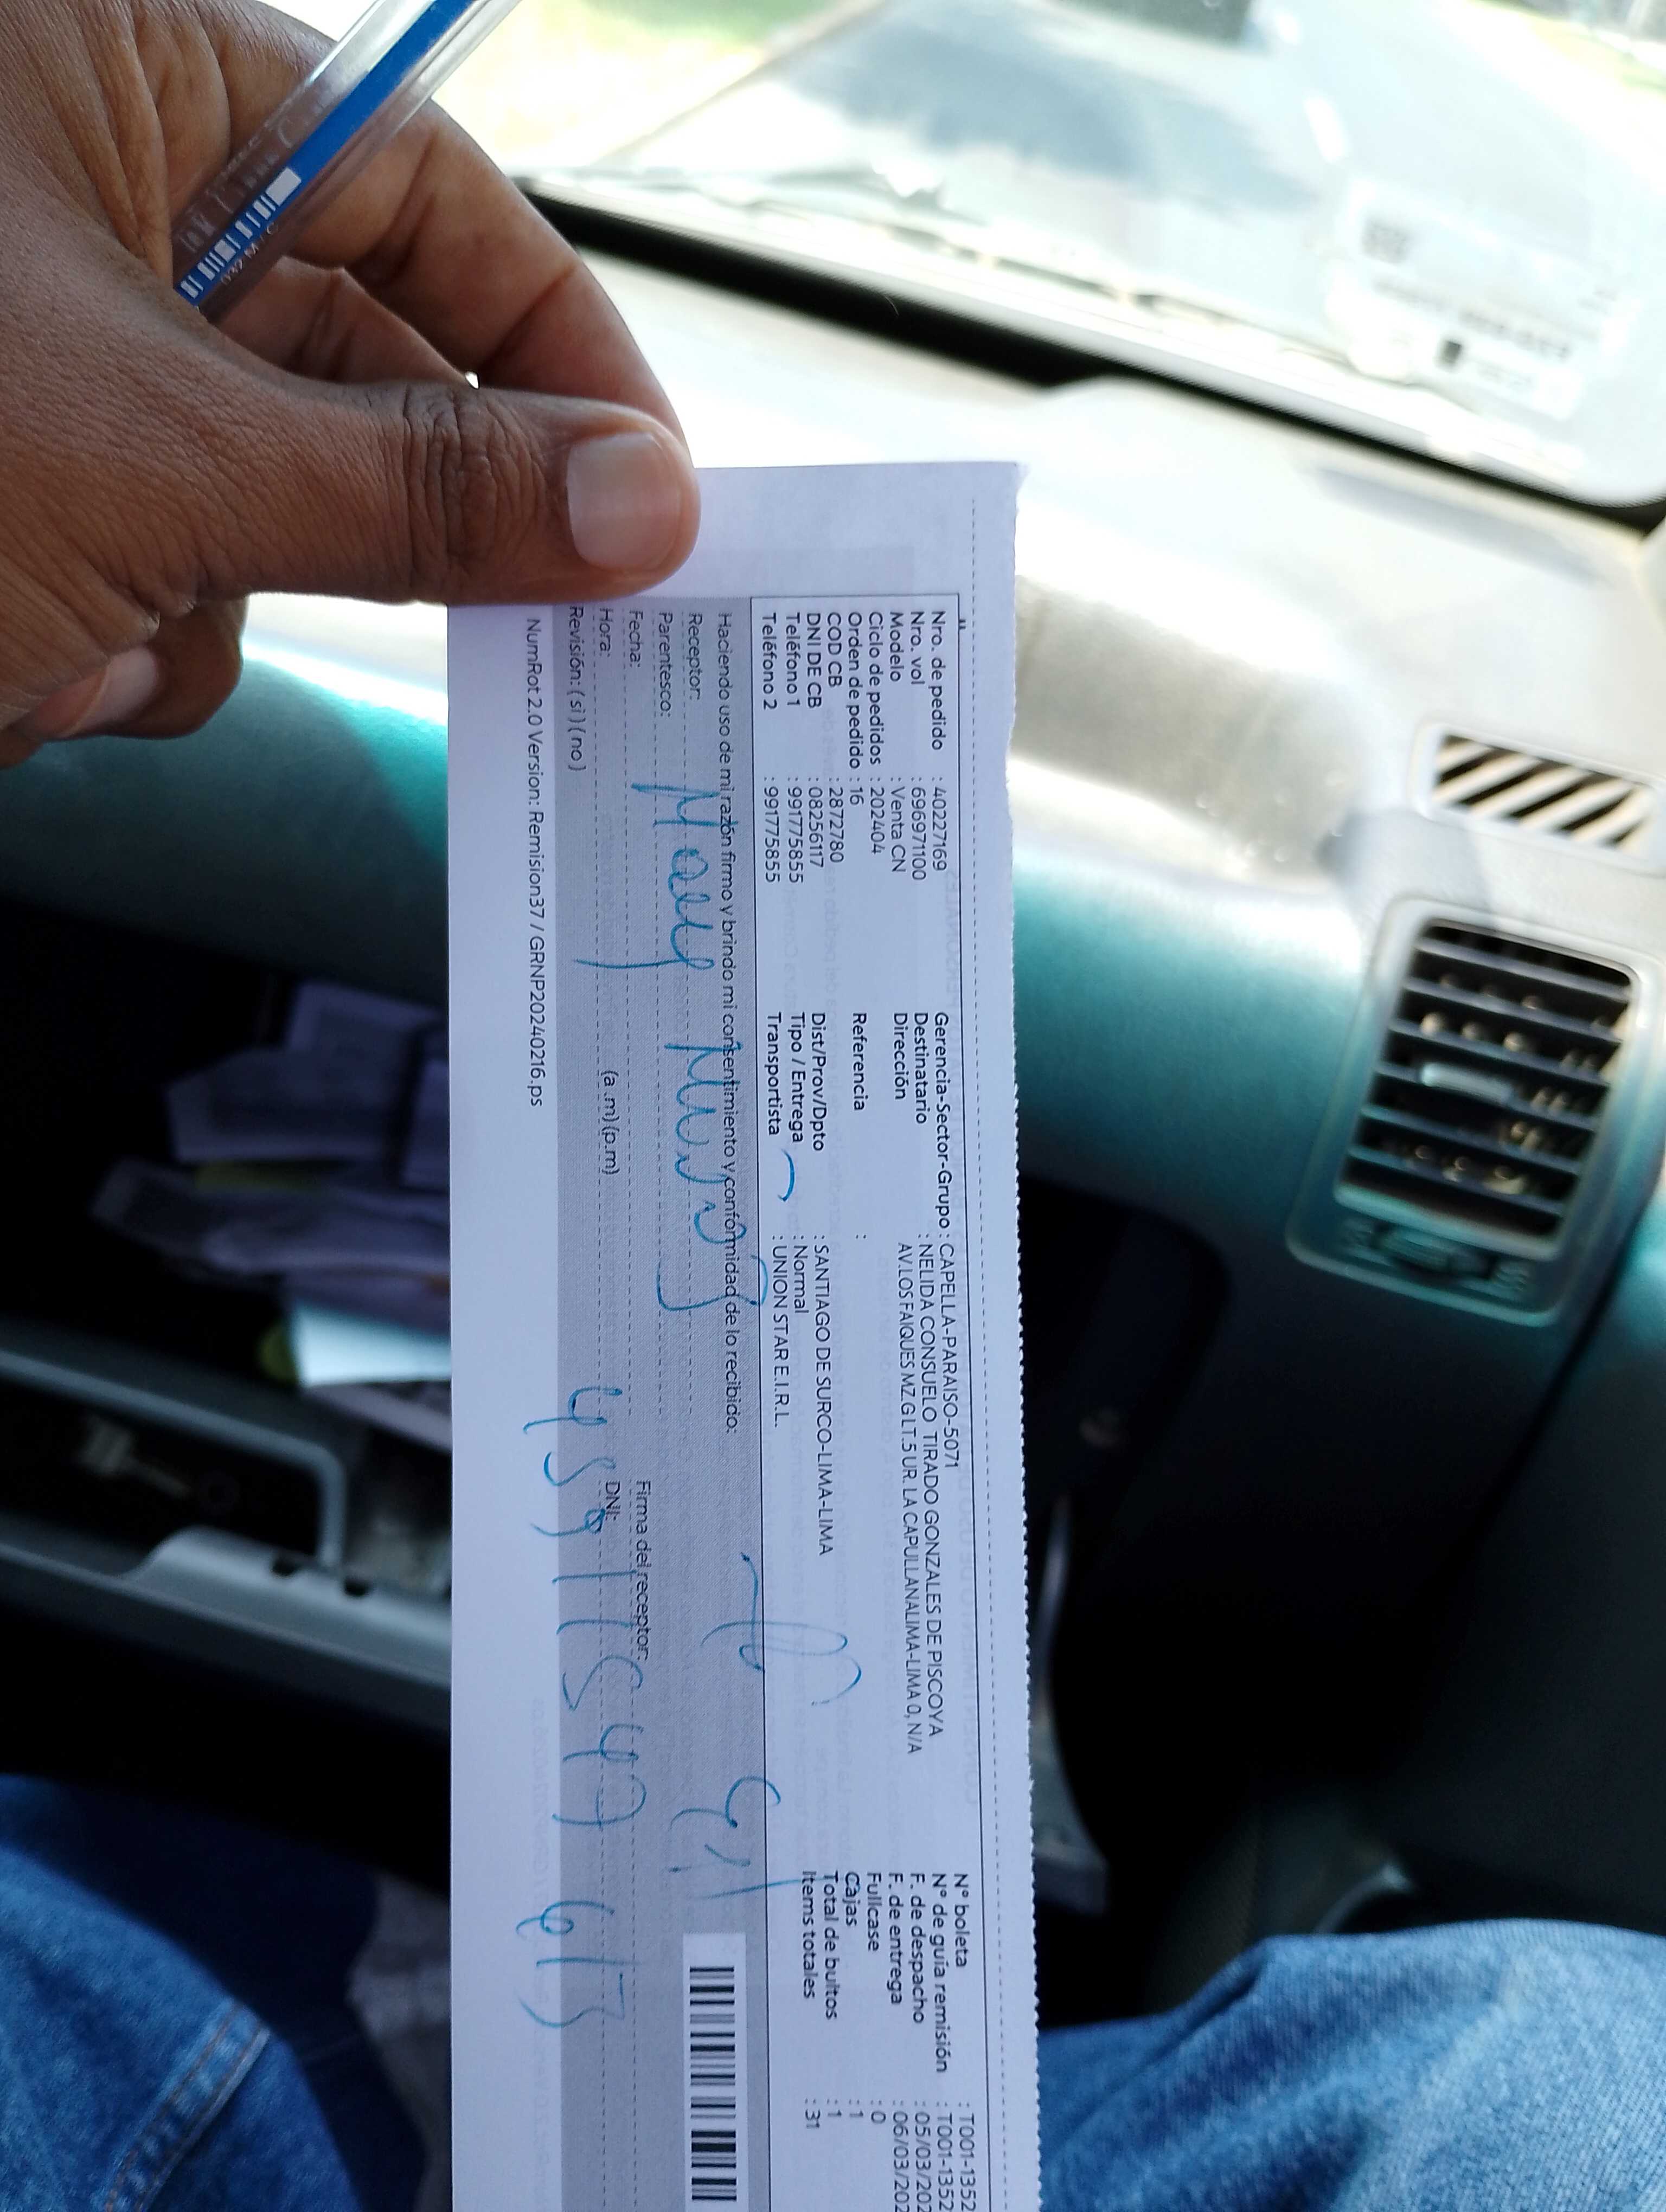 Nro. de pedido : 40227169
Nro. vol : 696971100
Modelo : Venta CN
Ciclo de pedidos : 202404
Orden de pedido : 16
COD CB : 2872780
DNI DE CB : 08256117
Teléfono 1 : 991775855
Teléfono 2 : 991775855
Gerencia-Sector-Grupo : CAPELLA-PARAISO-5071
Destinatario : NELIDA CONSUELO TIRADO GONZALES DE PISCOYA
Dirección AV.LOS FAIQUES MZ.G LT.5 UR. LA CAPULLANALIMA-LIMA 0, N/A
Referencia :
Dist/Prov/Dpto : SANTIAGO DE SURCO-LIMA-LIMA
Tipo / Entrega : Normal
Transportista : UNION STAR E.I.R.L.
N° boleta : T001-1352
N° de guía remisión : T001-1352
F. de despacho : 05/03/202
F. de entrega : 06/03/202
Fullcase : 0
Cajas : 1
Total de bultos : 1
Items totales : 31
Haciendo uso de mi razón firmo y brindo mi consentimiento y conformidad de lo recibido:
Receptor:
Parentesco:
Fecha:
Hora: (a.m) (p.m)
Revisión: ( si ) ( no )
Firma del receptor:
DNI:
NumRot 2.0 Version: Remision37 / GRNP20240216.ps